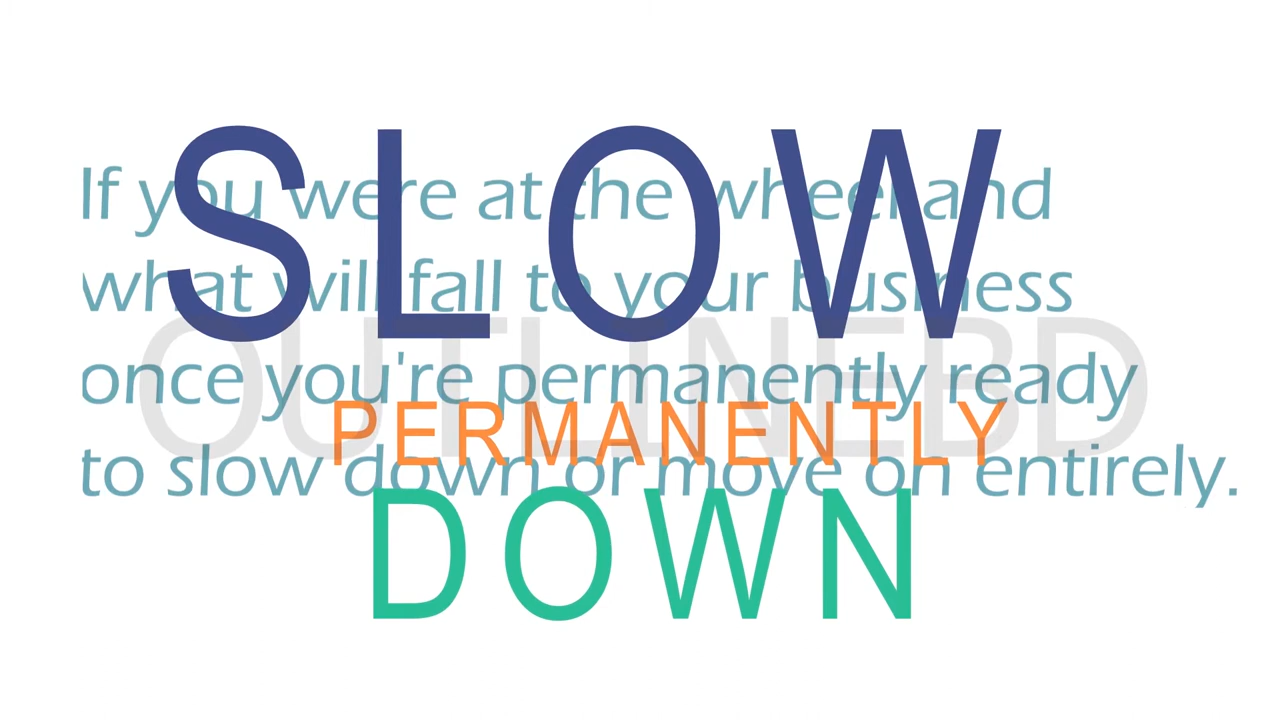 SLOW
If you were at the wheel and
what will fall to your business
OUTLINEBD
once you're permanently ready
PERMANENTLY
to slow down or move on entirely.
DOWN